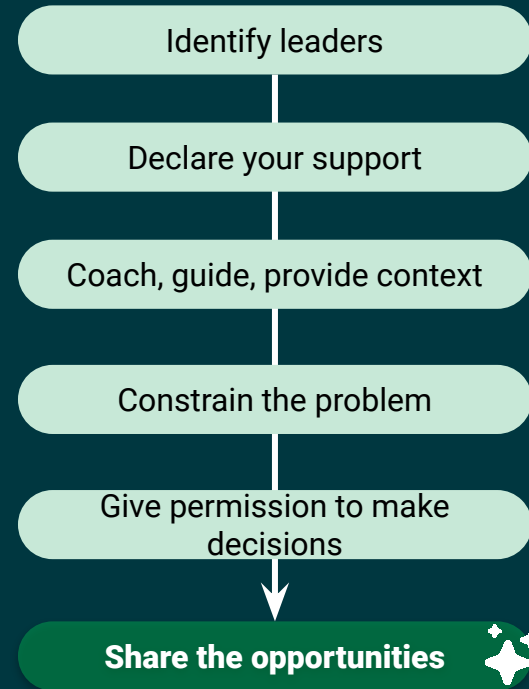 Identify leaders
Declare your support
Coach, guide, provide context
Constrain the problem
Give permission to make
decisions
Share the opportunities